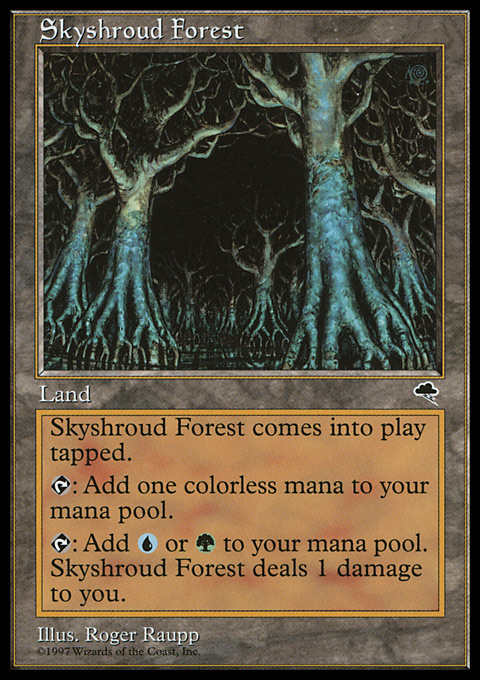 Skyshroud Forest
Land
Skyshroud Forest comes into play
tapped.
: Add one colorless mana to your
mana pool.
: Add or to your mana pool.
Skyshroud Forest deals 1 damage
to you.
Illus. Roger Raupp
©1997 Wizards of the Coast, Inc.